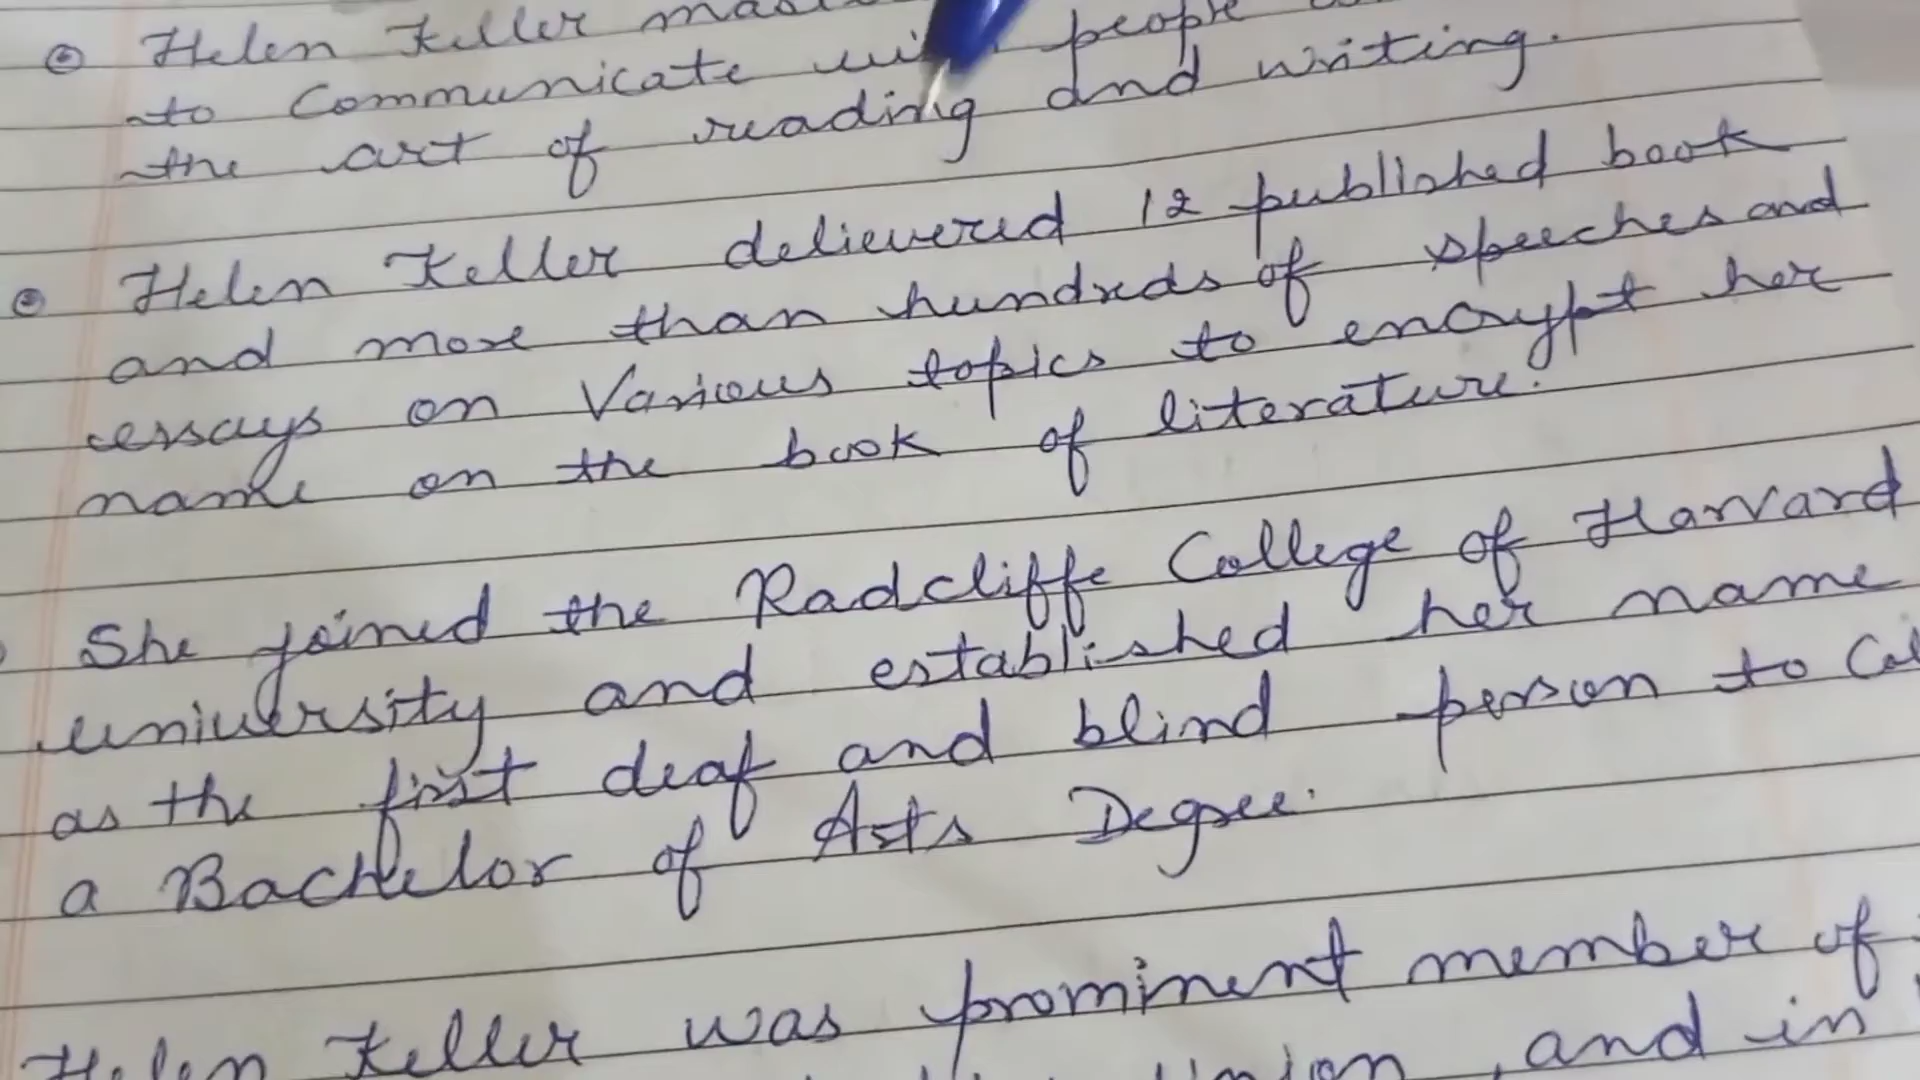 Helen Keller
to Communicate people
the art of reading and writing.
Helen Keller delievered 12 published book
and more than hundreds of speeches and
essays on Various topics to encrypt her
name on the book of literature.
She joined the Radcliffe College of Harvard
university and established her name
as the first deaf and blind person to
a Bachelor of Arts Degree.
Helen Keller was prominent member of
and in